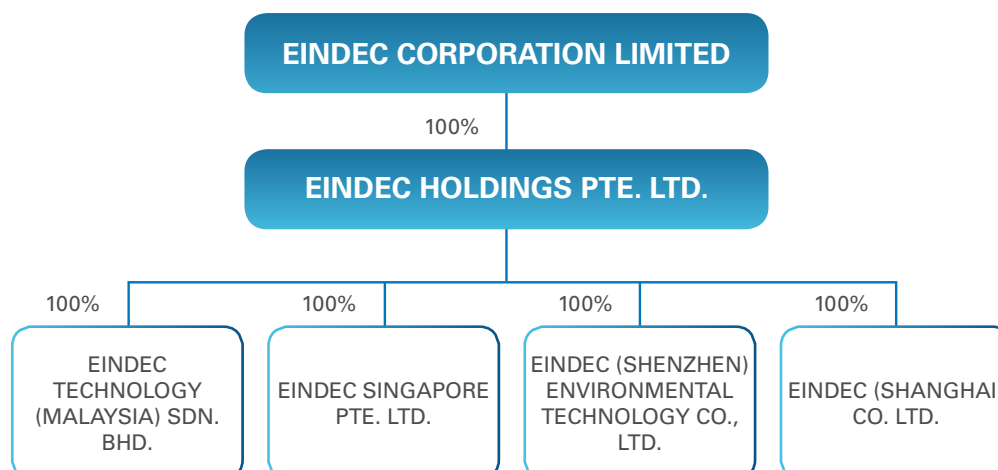 EINDEC CORPORATION LIMITED
100%
EINDEC HOLDINGS PTE. LTD.
100%
100%
100%
100%
EINDEC
TECHNOLOGY
(MALAYSIA) SDN.
BHD.
EINDEC SINGAPORE
PTE. LTD.
EINDEC (SHENZHEN)
ENVIRONMENTAL
TECHNOLOGY CO.,
LTD.
EINDEC (SHANGHAI
CO. LTD.